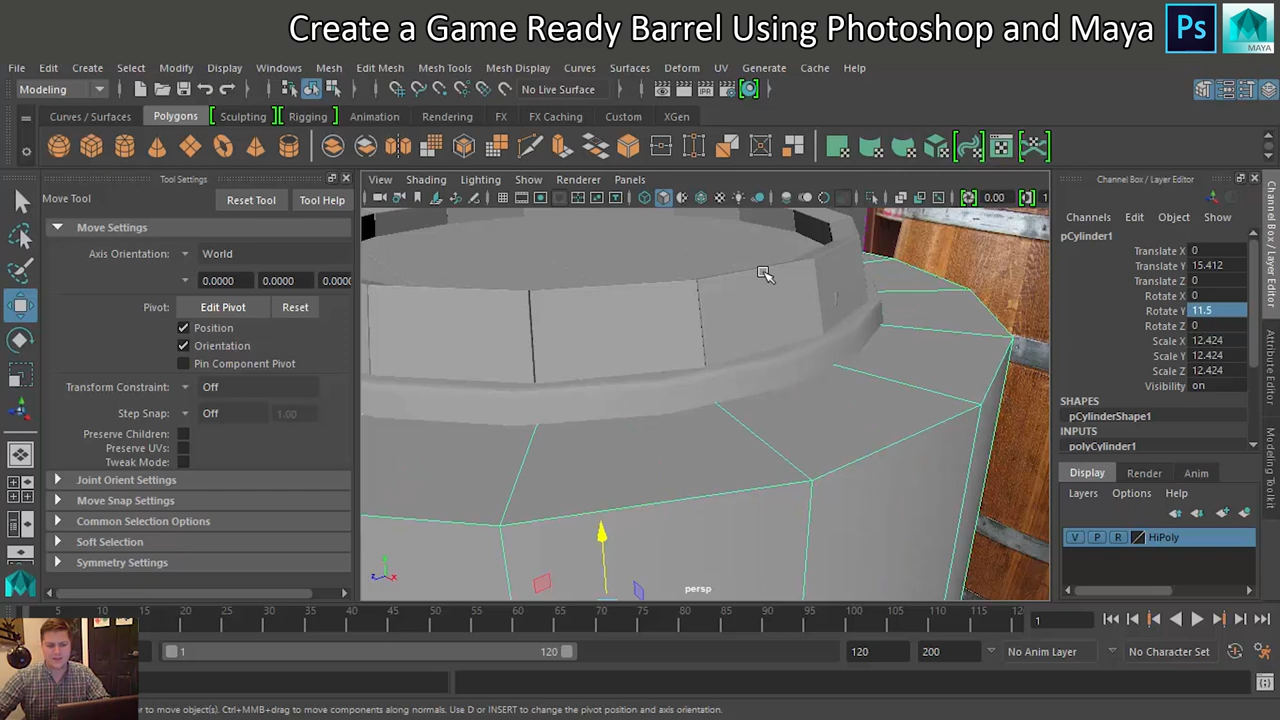 Create a Game Ready Barrel Using Photoshop and Maya
Ps
MAYA
File Edit Create Select Modify Display Windows Mesh Edit Mesh Mesh Tools Mesh Display Curves Surfaces Deform UV Generate Cache Help
Modeling
No Live Surface
IPR
Curves / Surfaces Polygons Sculpting Rigging Animation Rendering FX FX Caching Custom XGen
Tool Settings
View Shading Lighting Show Renderer Panels
Channel Box / Layer Editor
Move Tool
Reset Tool
Tool Help
0.00
1
Channels Edit Object Show
Move Settings
pCylinder1
Axis Orientation: World
Translate X 0
Translate Y 15.412
0.0000 0.0000 0.0000
Translate Z 0
Rotate X 0
Pivot: Edit Pivot Reset
Rotate Y 11.5
Position
Rotate Z 0
Orientation
Scale X 12.424
Scale Y 12.424
Pin Component Pivot
Scale Z 12.424
Transform Constraint: Off
Visibility on
SHAPES
Step Snap: Off 1.00
pCylinderShape1
Preserve Children:
INPUTS
Preserve UVs:
polyCylinder1
Tweak Mode:
Display Render Anim
Joint Orient Settings
Layers Options Help
Move Snap Settings
Common Selection Options
V P R HiPoly
Soft Selection
Symmetry Settings
z x
persp
Channel Box / Layer Editor
Attribute Editor
Modeling Toolkit
5 10 15 20 25 30 35 40 45 50 55 60 65 70 75 80 85 90 95 100 105 110 115 12
1
1 120 120 200 No Anim Layer No Character Set
to move object(s). Ctrl+MMB+drag to move components along normals. Use D or INSERT to change the pivot position and axis orientation.